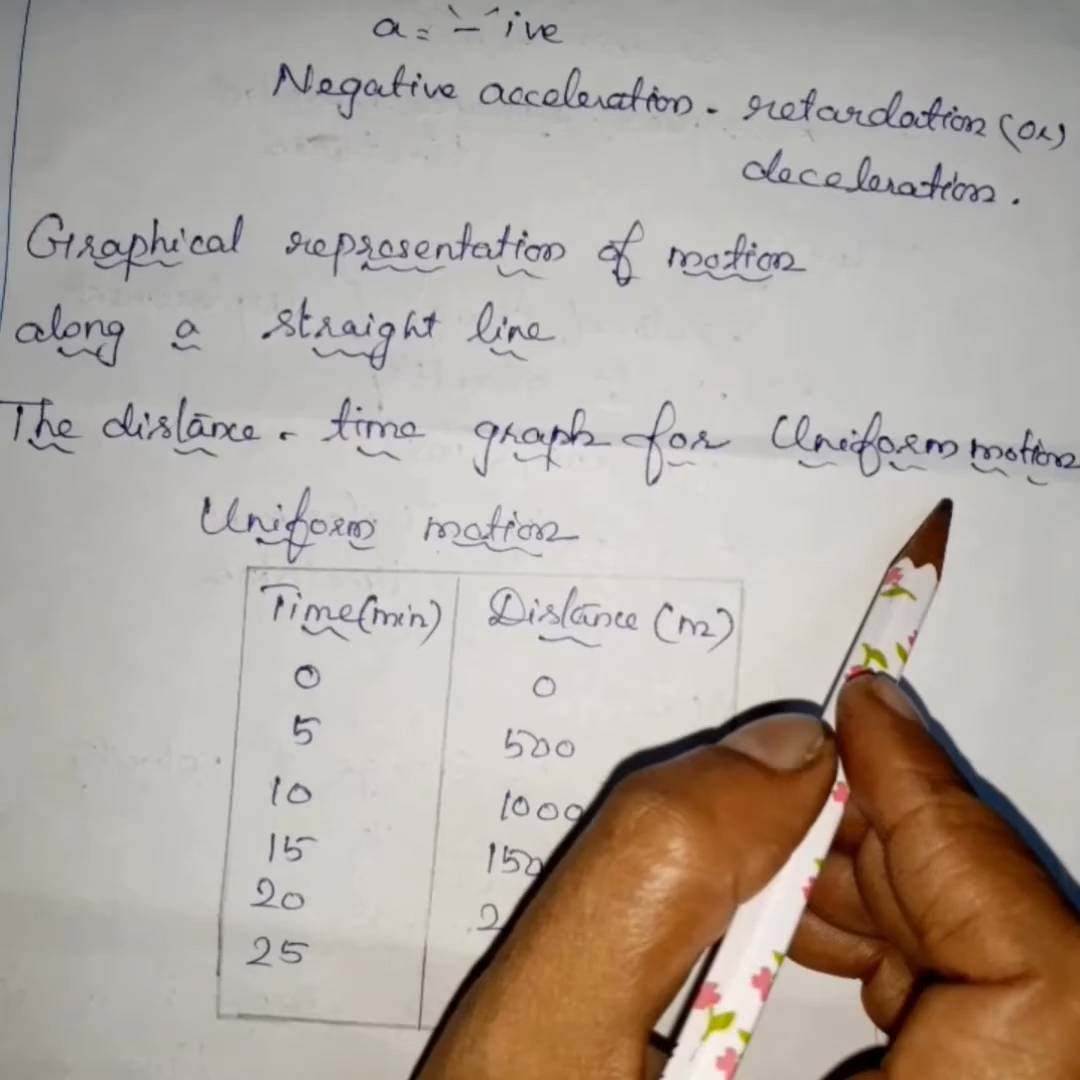 a = '-' ive
Negative acceleration - retardation (or)
deceleration.
Graphical representation of motion
along a straight line
The distance - time graph for Uniform motion
Uniform motion
Time(min) Distance (m)
0 0
5 500
10 1000
15
20
25